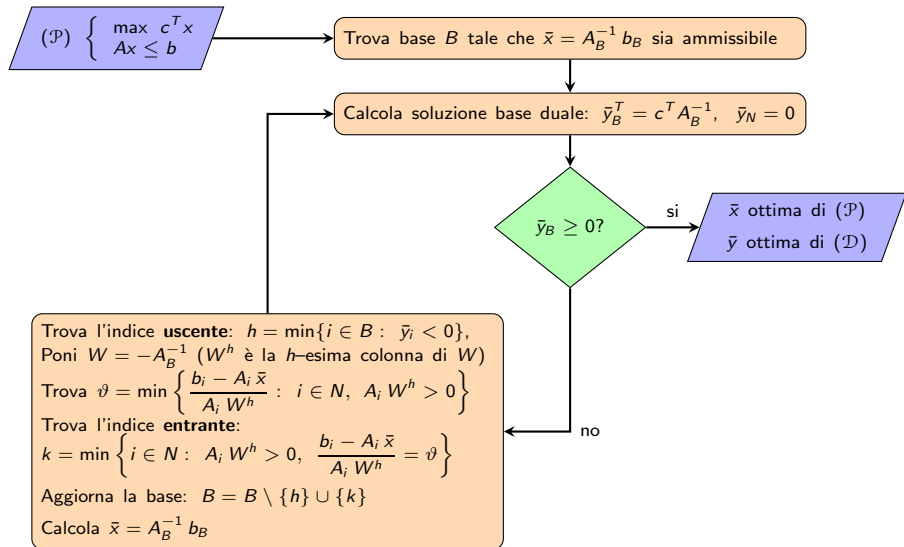 (P) { max c^T x
Ax ≤ b
Trova base B tale che x̄ = A_B^{-1} b_B sia ammissibile
Calcola soluzione base duale: ȳ_B^T = c^T A_B^{-1}, ȳ_N = 0
ȳ_B ≥ 0?
si
x̄ ottima di (P)
ȳ ottima di (D)
no
Trova l'indice uscente: h = min{i ∈ B : ȳ_i < 0},
Poni W = −A_B^{-1} (W^h è la h–esima colonna di W)
Trova ϑ = min { (b_i − A_i x̄) / (A_i W^h) : i ∈ N, A_i W^h > 0 }
Trova l'indice entrante:
k = min { i ∈ N : A_i W^h > 0, (b_i − A_i x̄) / (A_i W^h) = ϑ }
Aggiorna la base: B = B \ {h} ∪ {k}
Calcola x̄ = A_B^{-1} b_B